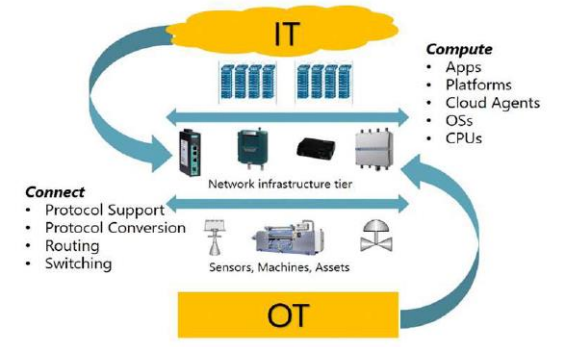 IT
Compute
• Apps
• Platforms
• Cloud Agents
• OSs
• CPUs
Network infrastructure tier
Connect
• Protocol Support
• Protocol Conversion
• Routing
• Switching
Sensors, Machines, Assets
OT